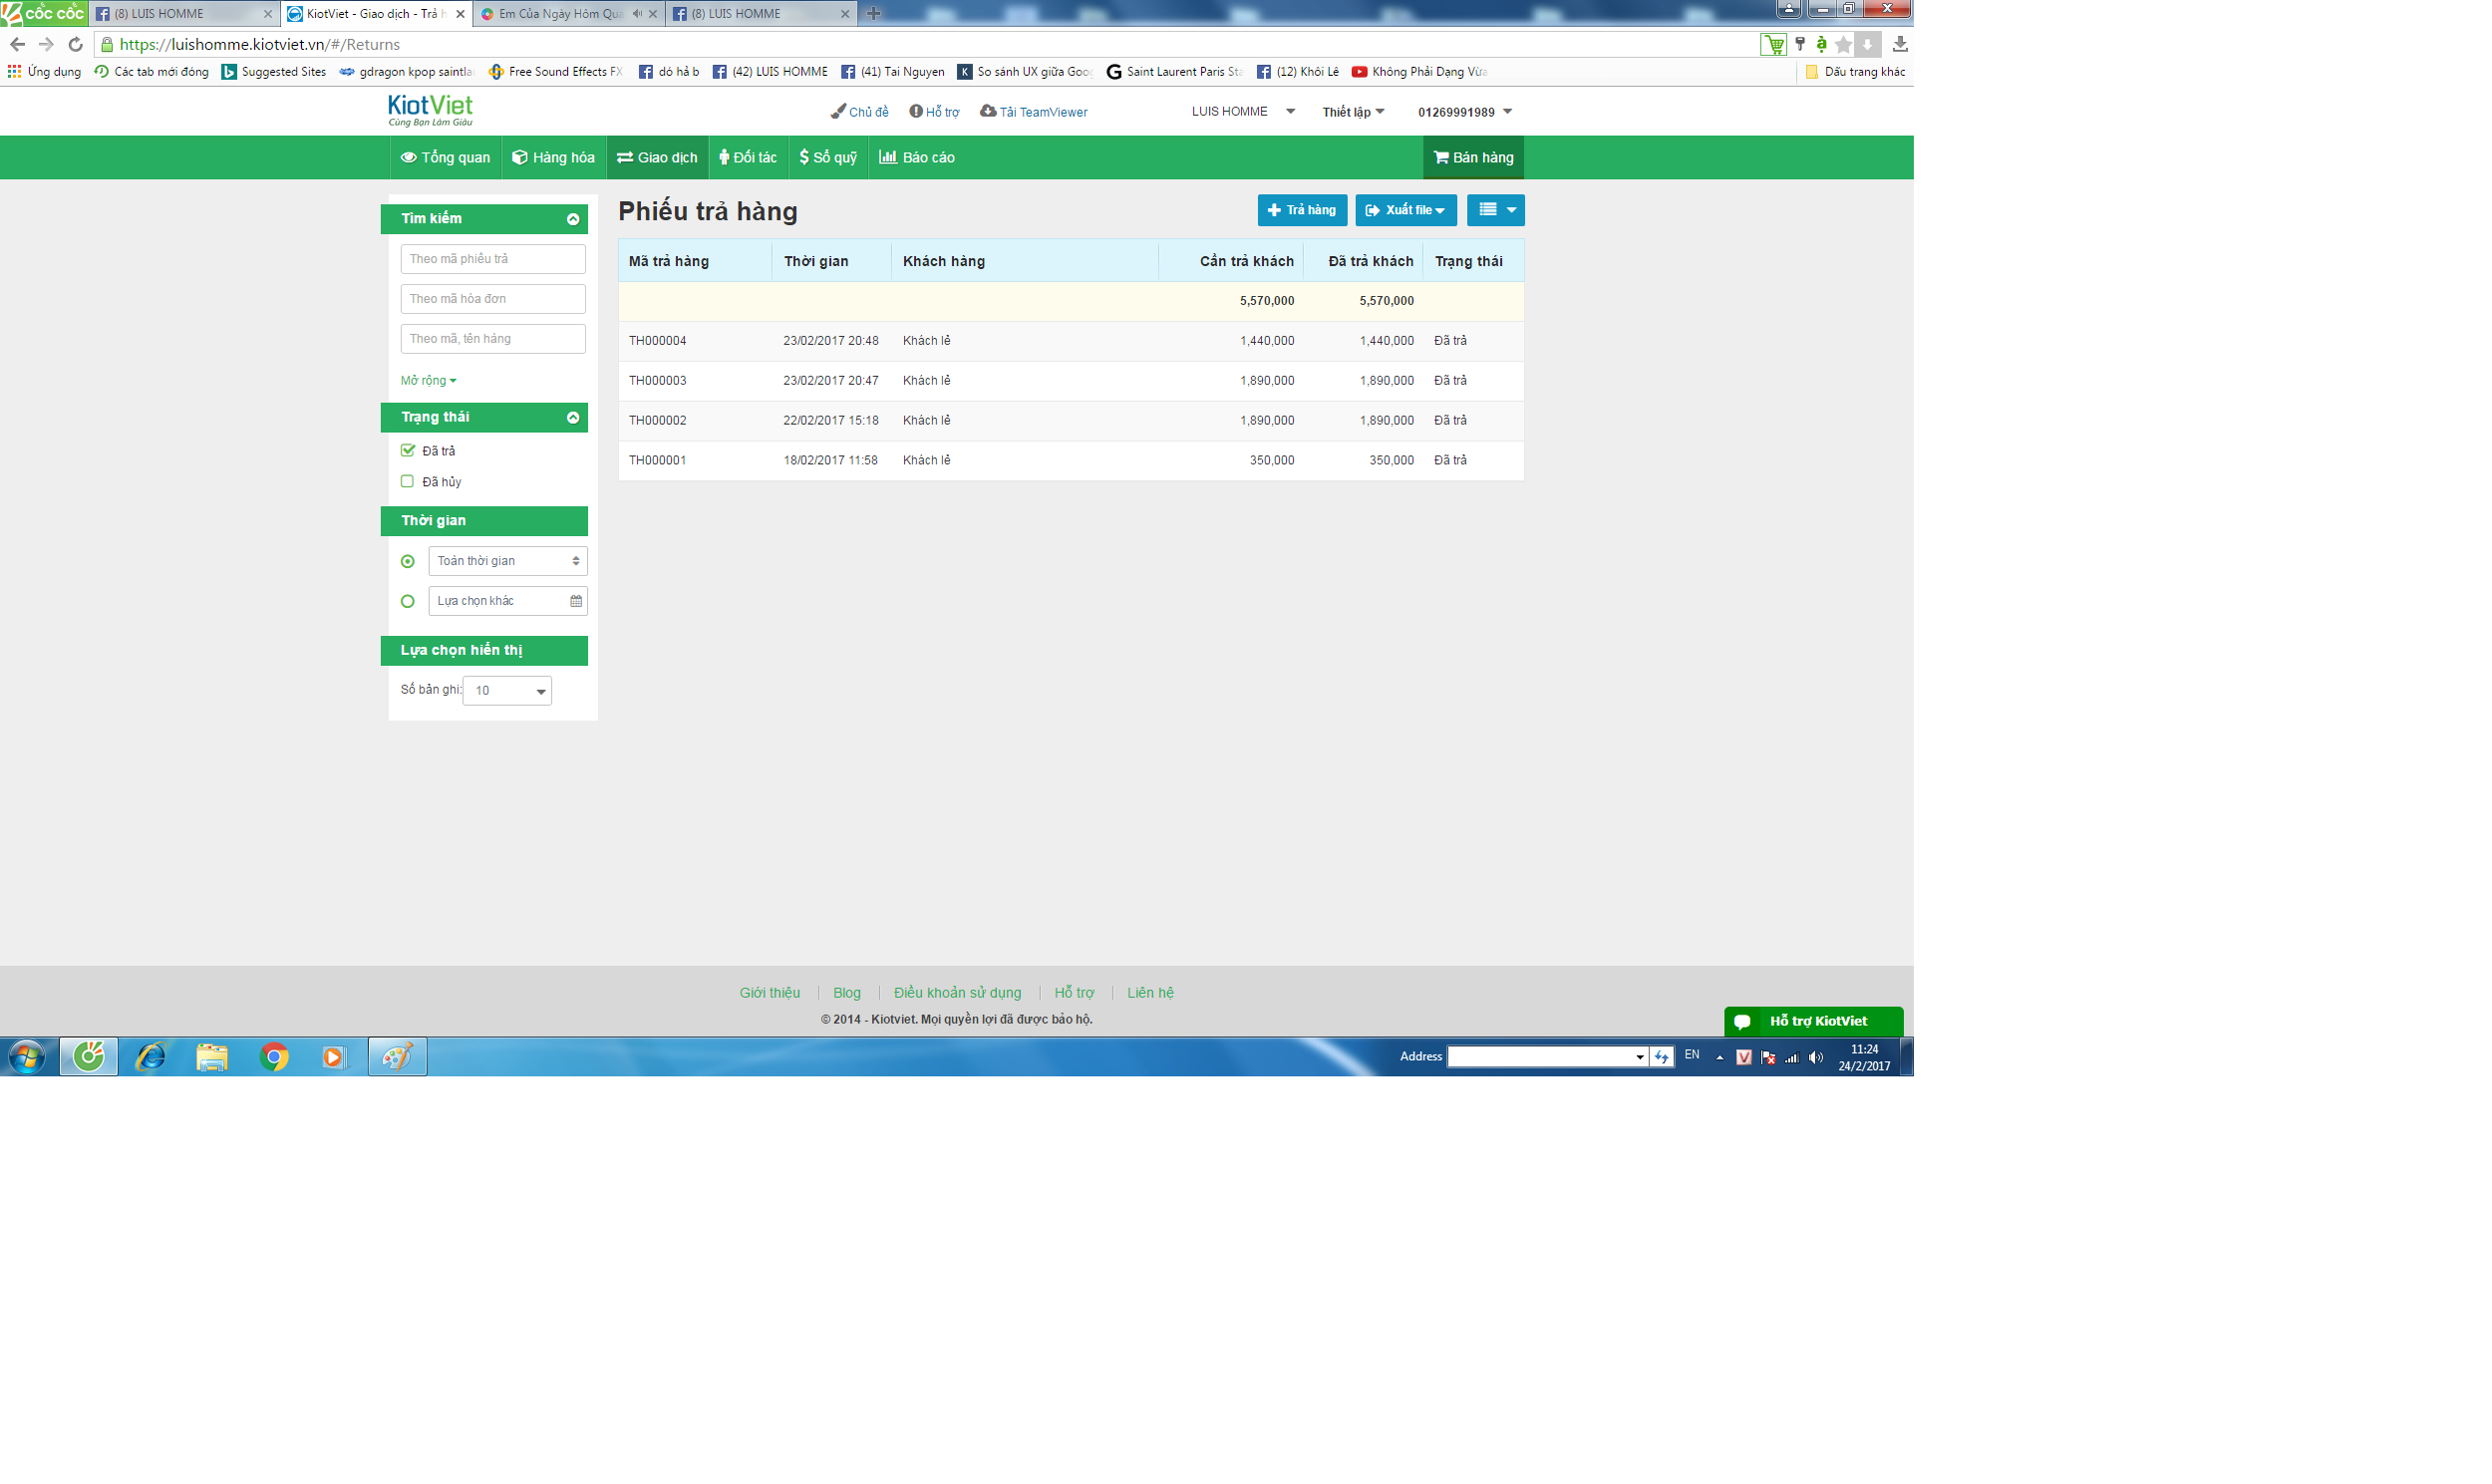 cốc cốc (8) LUIS HOMME KiotViet - Giao dịch - Trả h Em Của Ngày Hôm Qua (8) LUIS HOMME
https://luishomme.kiotviet.vn/#/Returns
Ứng dụng Các tab mới đóng Suggested Sites gdragon kpop saintla Free Sound Effects FX dó hả b (42) LUIS HOMME (41) Tai Nguyen So sánh UX giữa Goog Saint Laurent Paris Sta (12) Khôi Lê Không Phải Dạng Vừa Dấu trang khác
KiotViet
Cùng Bạn Làm Giàu
Chủ đề Hỗ trợ Tải TeamViewer LUIS HOMME Thiết lập 01269991989
Tổng quan Hàng hóa Giao dịch Đối tác Sổ quỹ Báo cáo Bán hàng
Tìm kiếm
Theo mã phiếu trả
Theo mã hóa đơn
Theo mã, tên hàng
Mở rộng
Trạng thái
Đã trả
Đã hủy
Thời gian
Toàn thời gian
Lựa chọn khác
Lựa chọn hiển thị
Số bản ghi: 10
Phiếu trả hàng Trả hàng Xuất file
Mã trả hàng Thời gian Khách hàng Cần trả khách Đã trả khách Trạng thái
5,570,000 5,570,000
TH000004 23/02/2017 20:48 Khách lẻ 1,440,000 1,440,000 Đã trả
TH000003 23/02/2017 20:47 Khách lẻ 1,890,000 1,890,000 Đã trả
TH000002 22/02/2017 15:18 Khách lẻ 1,890,000 1,890,000 Đã trả
TH000001 18/02/2017 11:58 Khách lẻ 350,000 350,000 Đã trả
Giới thiệu Blog Điều khoản sử dụng Hỗ trợ Liên hệ
© 2014 - Kiotviet. Mọi quyền lợi đã được bảo hộ.
Hỗ trợ KiotViet
Address EN 11:24
24/2/2017